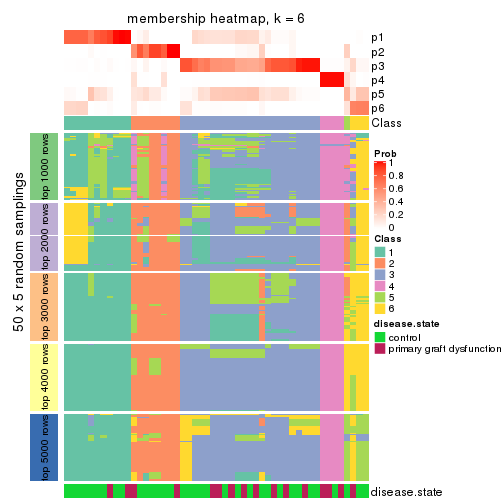 membership heatmap, k = 6
p1
p2
p3
p4
p5
p6
Class
50 x 5 random samplings
top 1000 rows
top 2000 rows
top 3000 rows
top 4000 rows
top 5000 rows
Prob
1
0.8
0.6
0.4
0.2
0
Class
1
2
3
4
5
6
disease.state
control
primary graft dysfunction
disease.state